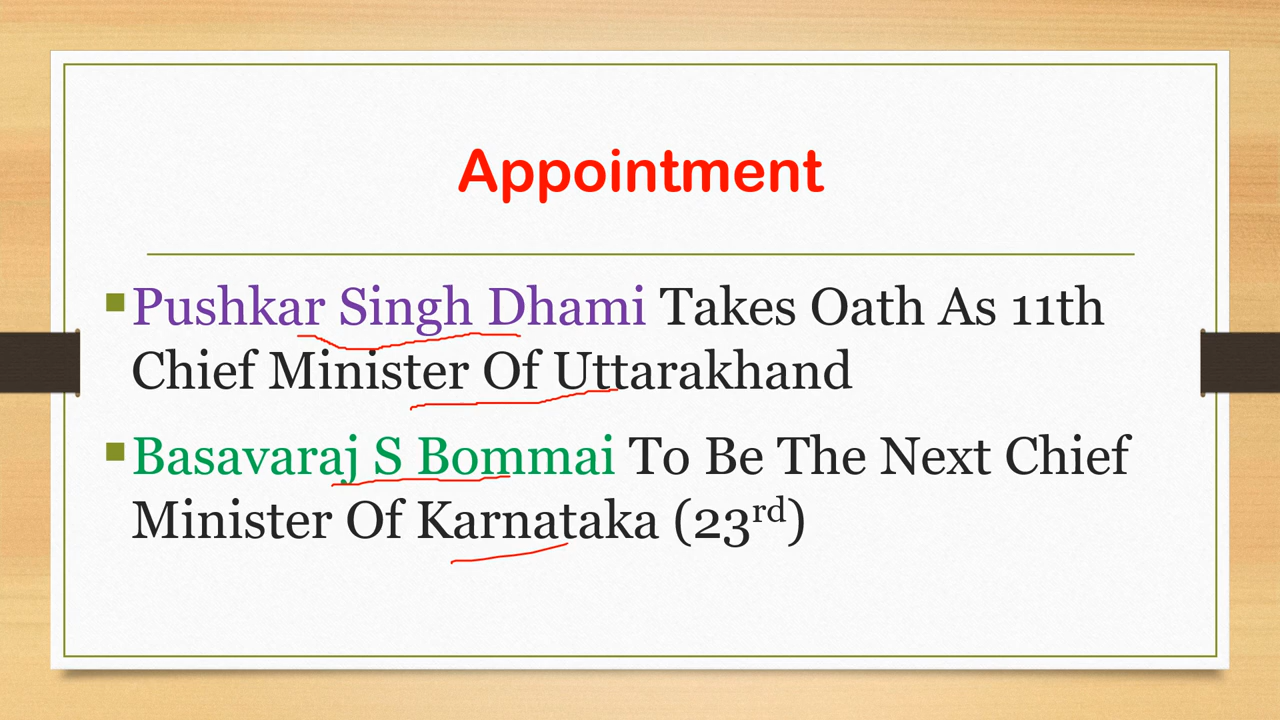 Appointment
Pushkar Singh Dhami Takes Oath As 11th
Chief Minister Of Uttarakhand
Basavaraj S Bommai To Be The Next Chief
Minister Of Karnataka (23rd)